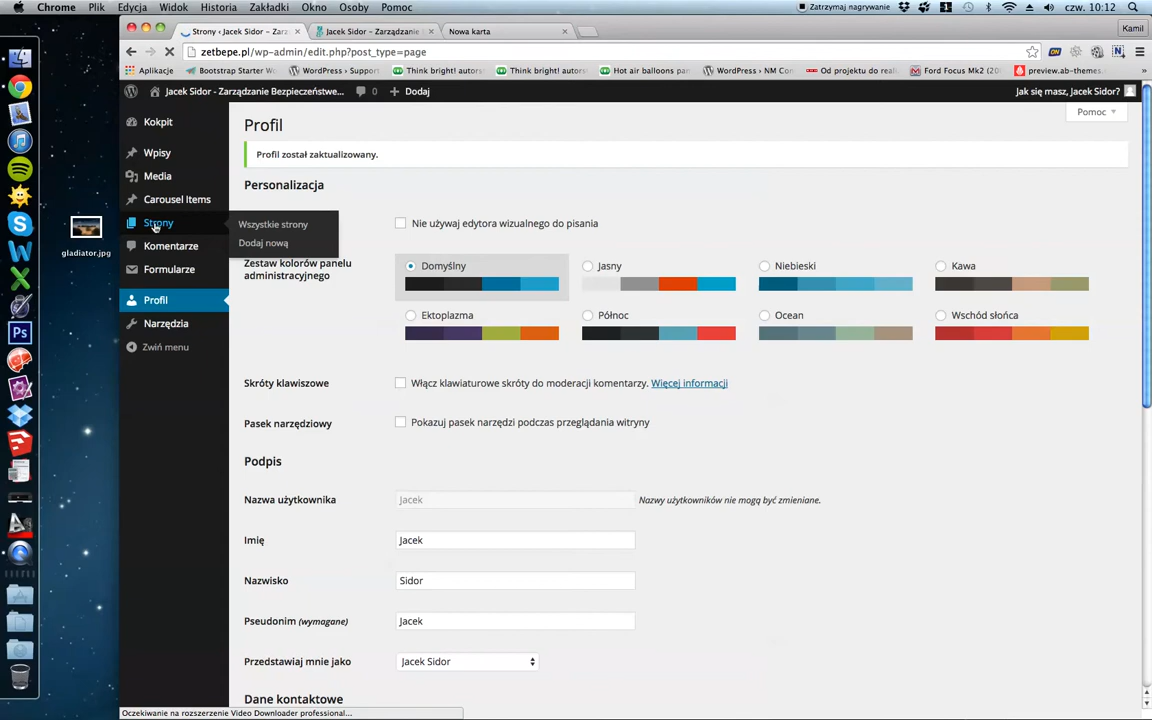 Chrome Plik Edycja Widok Historia Zakładki Okno Osoby Pomoc Zatrzymaj nagrywanie 1 czw. 10:12
Strony ‹ Jacek Sidor – Zarz Jacek Sidor – Zarządzanie Nowa karta Kamil
zetbepe.pl/wp-admin/edit.php?post_type=page
Aplikacje Bootstrap Starter WordPress › Support Think bright! autors Think bright! autors Hot air balloons pan WordPress › NM Con Od projektu do reali Ford Focus Mk2 (20 preview.ab-themes.
Jacek Sidor – Zarządzanie Bezpieczeństwe... 0 Dodaj Jak się masz, Jacek Sidor?
Kokpit
Wpisy
Media
Carousel Items
Strony
Komentarze
Formularze
Profil
Narzędzia
Zwiń menu
Wszystkie strony
Dodaj nową
gladiator.jpg
Pomoc
Profil
Profil został zaktualizowany.
Personalizacja
Nie używaj edytora wizualnego do pisania
Zestaw kolorów panelu
administracyjnego
Domyślny Jasny Niebieski Kawa
Ektoplazma Północ Ocean Wschód słońca
Skróty klawiszowe Włącz klawiaturowe skróty do moderacji komentarzy. Więcej informacji
Pasek narzędziowy Pokazuj pasek narzędzi podczas przeglądania witryny
Podpis
Nazwa użytkownika Jacek Nazwy użytkowników nie mogą być zmieniane.
Imię Jacek
Nazwisko Sidor
Pseudonim (wymagane) Jacek
Przedstawiaj mnie jako Jacek Sidor
Dane kontaktowe
Oczekiwanie na rozszerzenie Video Downloader professional...